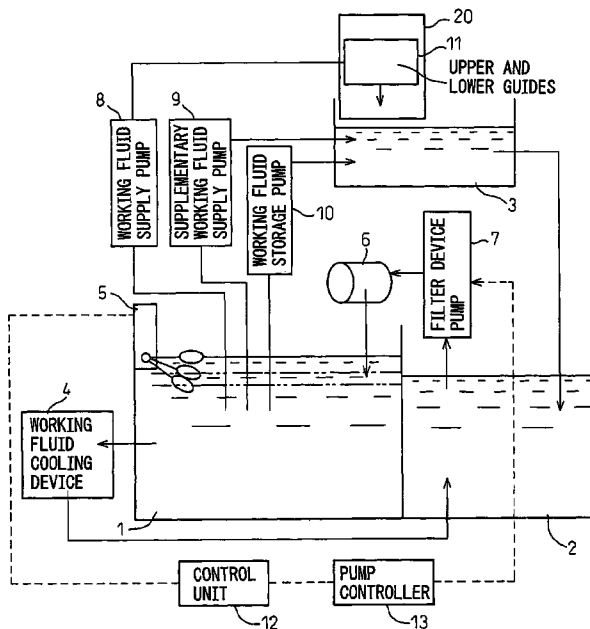 20
11
UPPER AND
LOWER GUIDES
8
WORKING FLUID
SUPPLY PUMP
9
SUPPLEMENTARY
WORKING FLUID
SUPPLY PUMP
WORKING FLUID
STORAGE PUMP
10
3
6
7
FILTER DEVICE
PUMP
5
4
WORKING
FLUID
COOLING
DEVICE
1
2
CONTROL
UNIT
12
PUMP
CONTROLLER
13